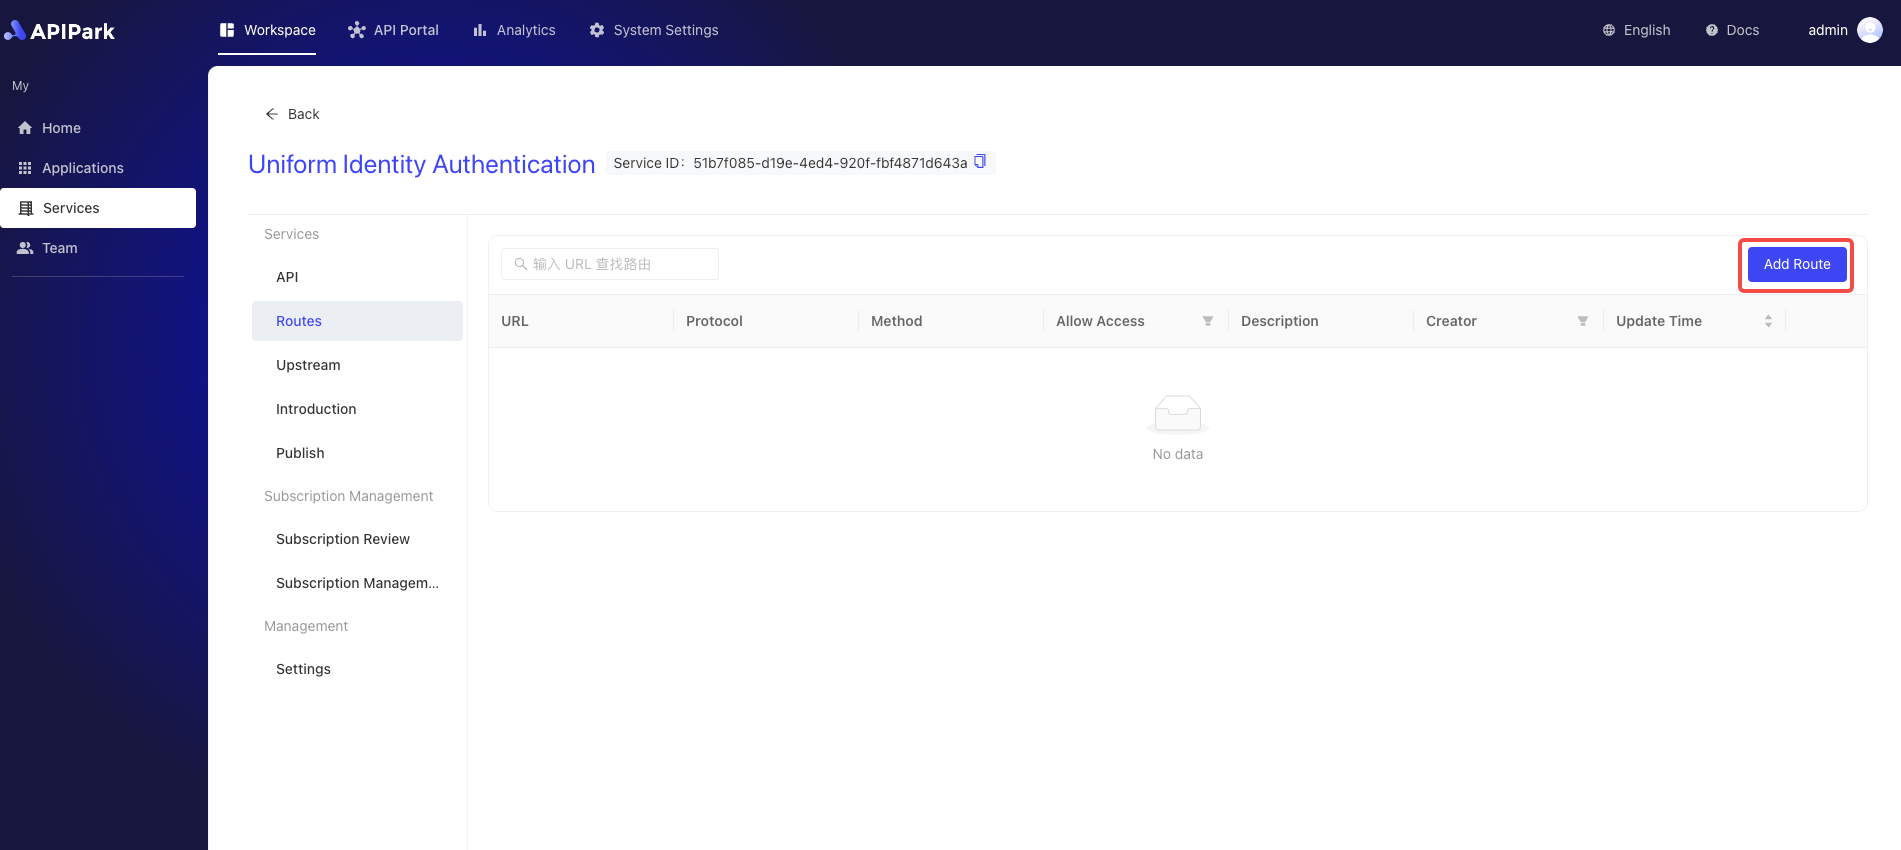 APIPark
Workspace
API Portal
Analytics
System Settings
English
Docs
admin
My
Home
Applications
Services
Team
Back
Uniform Identity Authentication
Service ID: 51b7f085-d19e-4ed4-920f-fbf4871d643a
Services
API
Routes
Upstream
Introduction
Publish
Subscription Management
Subscription Review
Subscription Managem...
Management
Settings
输入 URL 查找路由
Add Route
URL
Protocol
Method
Allow Access
Description
Creator
Update Time
No data